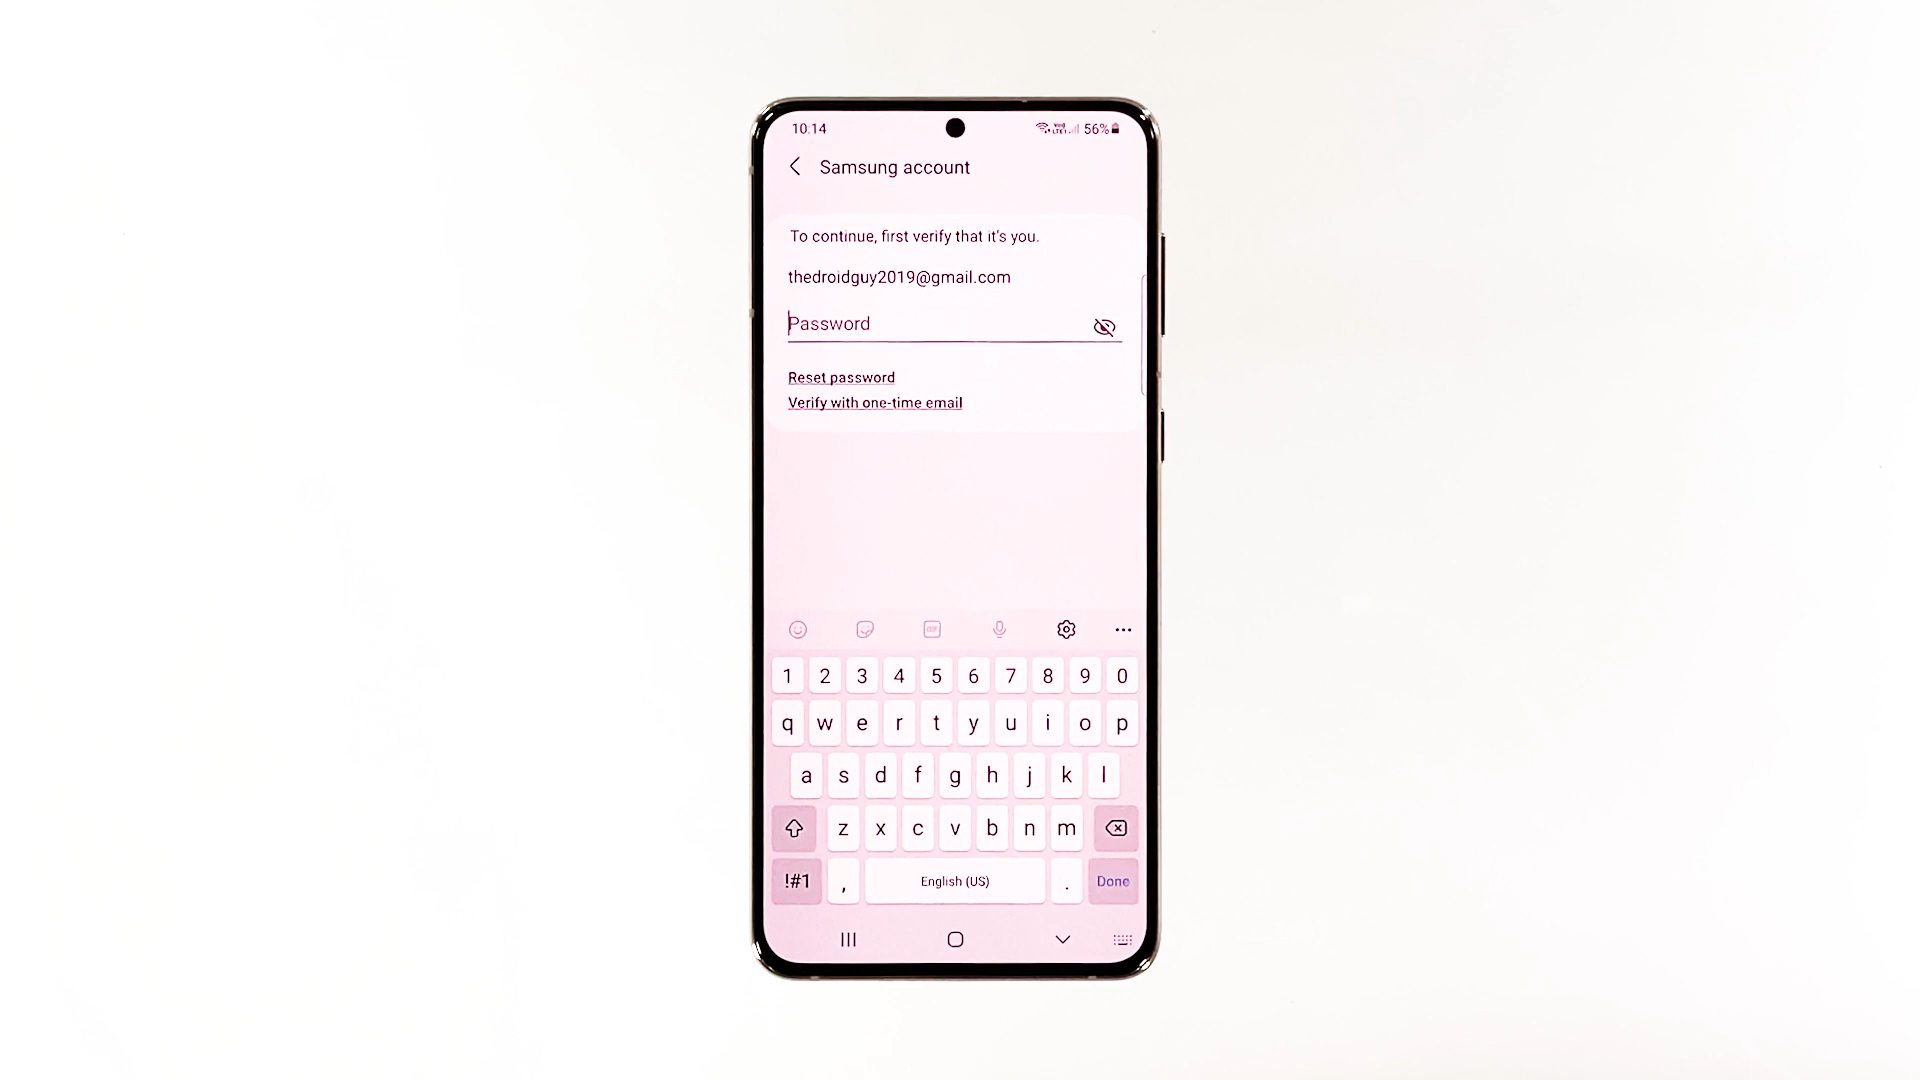 10:14 56%
Samsung account
To continue, first verify that it's you.
thedroidguy2019@gmail.com
Password
Reset password
Verify with one-time email
1 2 3 4 5 6 7 8 9 0
q w e r t y u i o p
a s d f g h j k l
z x c v b n m
!#1 , English (US) . Done